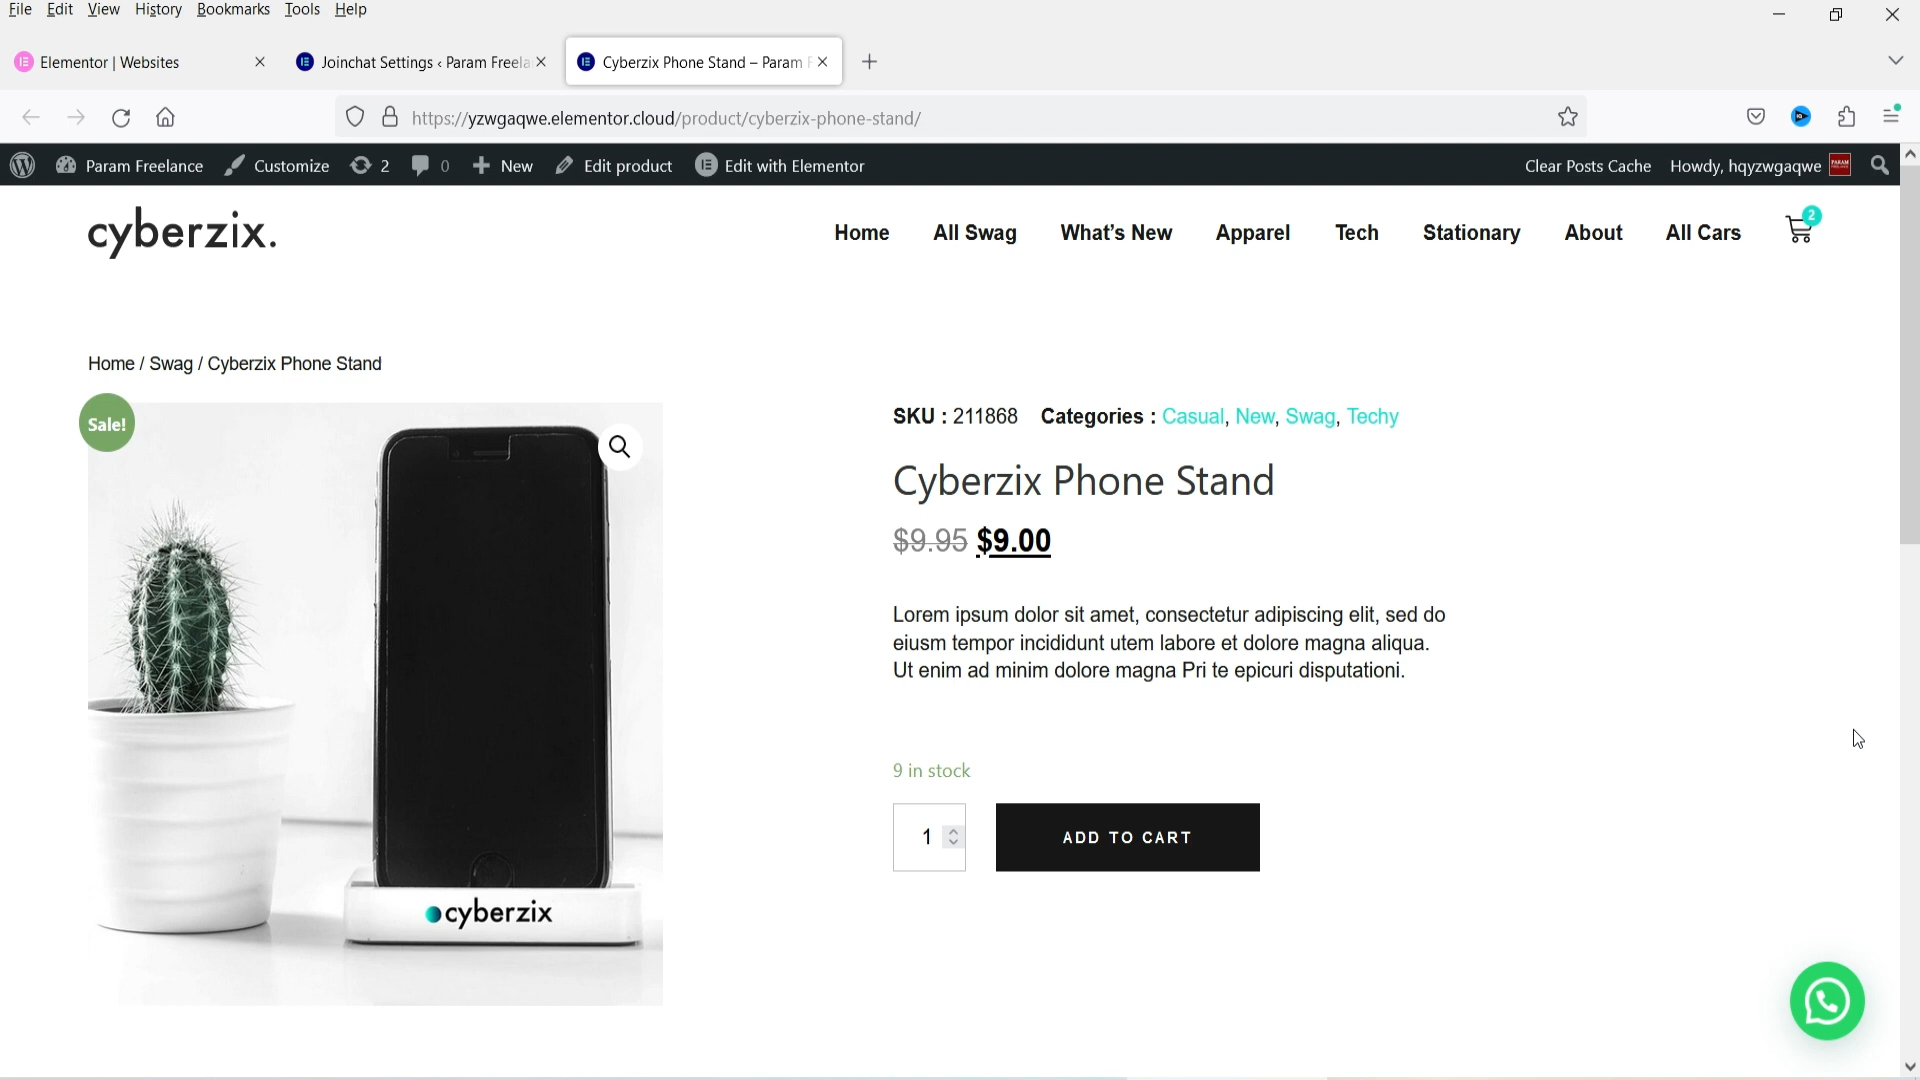 File Edit View History Bookmarks Tools Help
Elementor | Websites
Joinchat Settings ‹ Param Freela
Cyberzix Phone Stand – Param F
https://yzwgaqwe.elementor.cloud/product/cyberzix-phone-stand/
Param Freelance Customize 2 0 New Edit product Edit with Elementor Clear Posts Cache Howdy, hqyzwgaqwe
cyberzix.
Home All Swag What’s New Apparel Tech Stationary About All Cars 2
Home / Swag / Cyberzix Phone Stand
Sale!
cyberzix
SKU : 211868 Categories : Casual, New, Swag, Techy
Cyberzix Phone Stand
$9.95 $9.00
Lorem ipsum dolor sit amet, consectetur adipiscing elit, sed do
eiusm tempor incididunt utem labore et dolore magna aliqua.
Ut enim ad minim dolore magna Pri te epicuri disputationi.
9 in stock
1 ADD TO CART